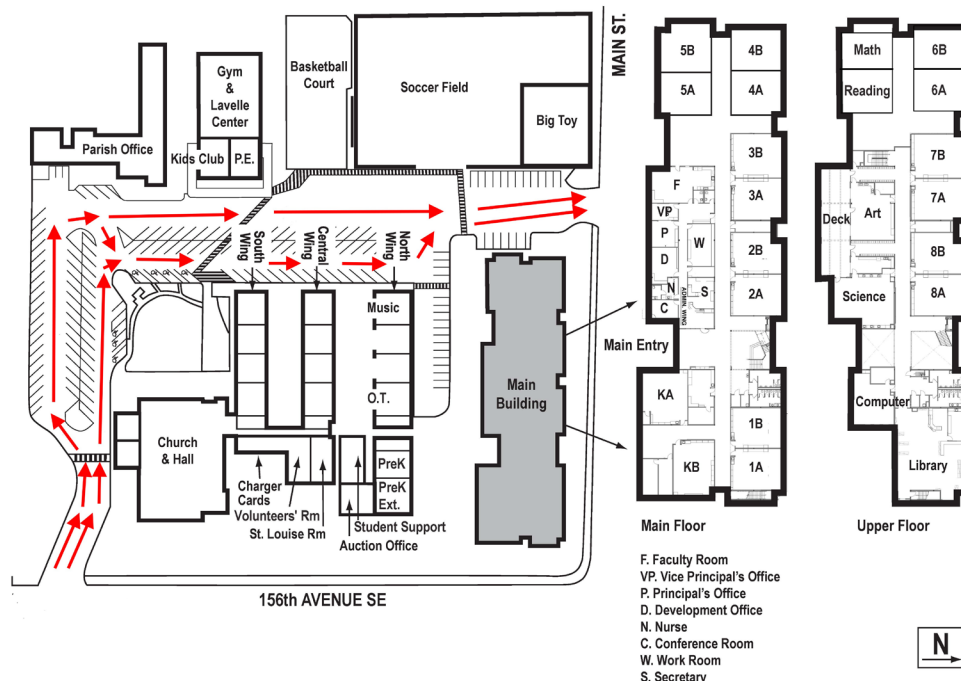 MAIN ST.
Parish Office
Gym
&
Lavelle
Center
Kids Club
P.E.
Basketball
Court
Soccer Field
Big Toy
South
Wing
Central
Wing
North
Wing
Music
O.T.
Church
& Hall
Charger
Cards
Volunteers' Rm
St. Louise Rm
PreK
PreK
Ext.
Student Support
Auction Office
Main
Building
156th AVENUE SE
5B
4B
5A
4A
3B
F
3A
VP
P
W
2B
D
N
S
2A
C
ADMIN. WING
Main Entry
KA
1B
KB
1A
Main Floor
Math
6B
Reading
6A
7B
Deck
Art
7A
8B
Science
8A
Computer
Library
Upper Floor
F. Faculty Room
VP. Vice Principal's Office
P. Principal's Office
D. Development Office
N. Nurse
C. Conference Room
W. Work Room
S. Secretary
N